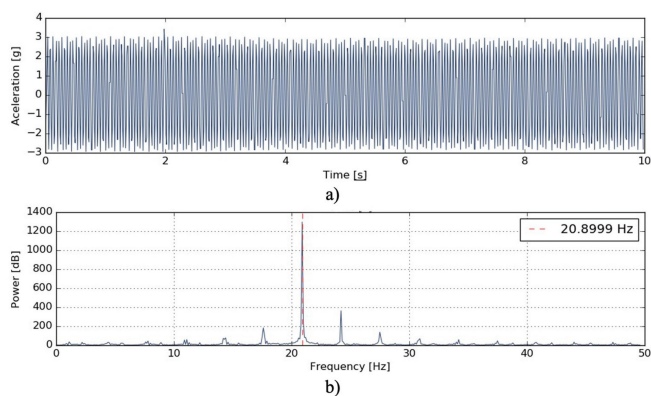 4
3
2
1
0
−1
−2
−3
Aceleration [g]
0 2 4 6 8 10
Time [s]
a)
1400
1200
1000
800
600
400
200
0
Power [dB]
20.8999 Hz
0 10 20 30 40 50
Frequency [Hz]
b)